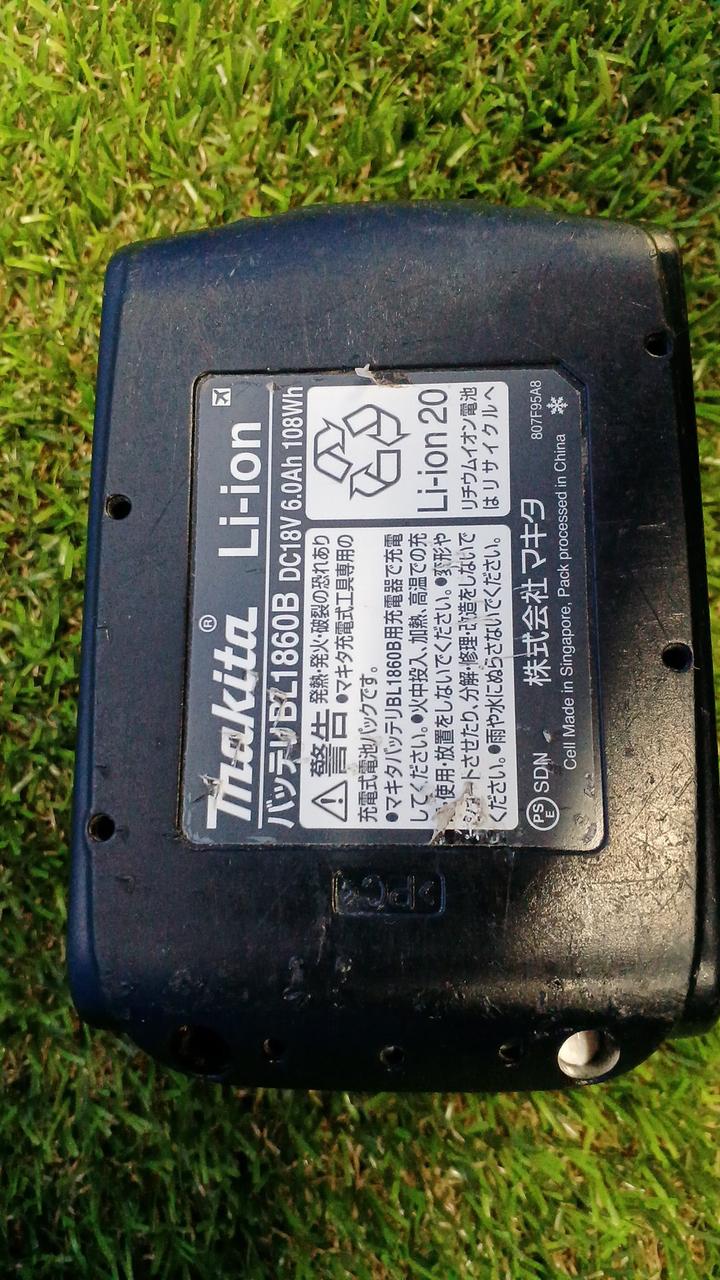 makita® Li-ion
バッテリBL1860B DC18V 6.0Ah 108Wh
警告 発熱・発火・破裂の恐れあり
●マキタ充電式工具専用の
充電式電池パックです。
●マキタバッテリBL1860B用充電器で充電
してください。●火中投入、加熱、高温での充
使用・放置をしないでください。●変形や
ショートさせたり、分解・修理・改造をしないで
ください。●雨や水にぬらさないでください。
Li-ion 20
リチウムイオン電池
はリサイクルへ
PS
E
SDN
株式会社マキタ
807F95A8
Cell Made in Singapore, Pack processed in China
>PC<